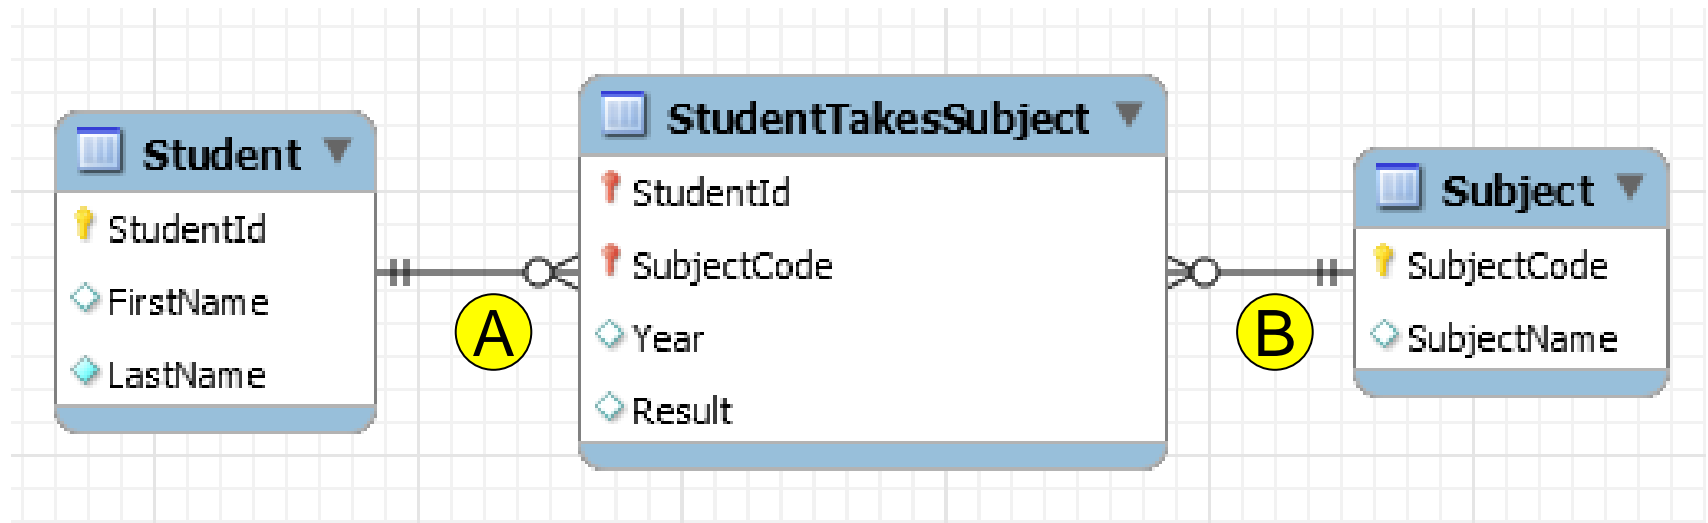 Student
StudentId
FirstName
LastName
A
StudentTakesSubject
StudentId
SubjectCode
Year
Result
B
Subject
SubjectCode
SubjectName